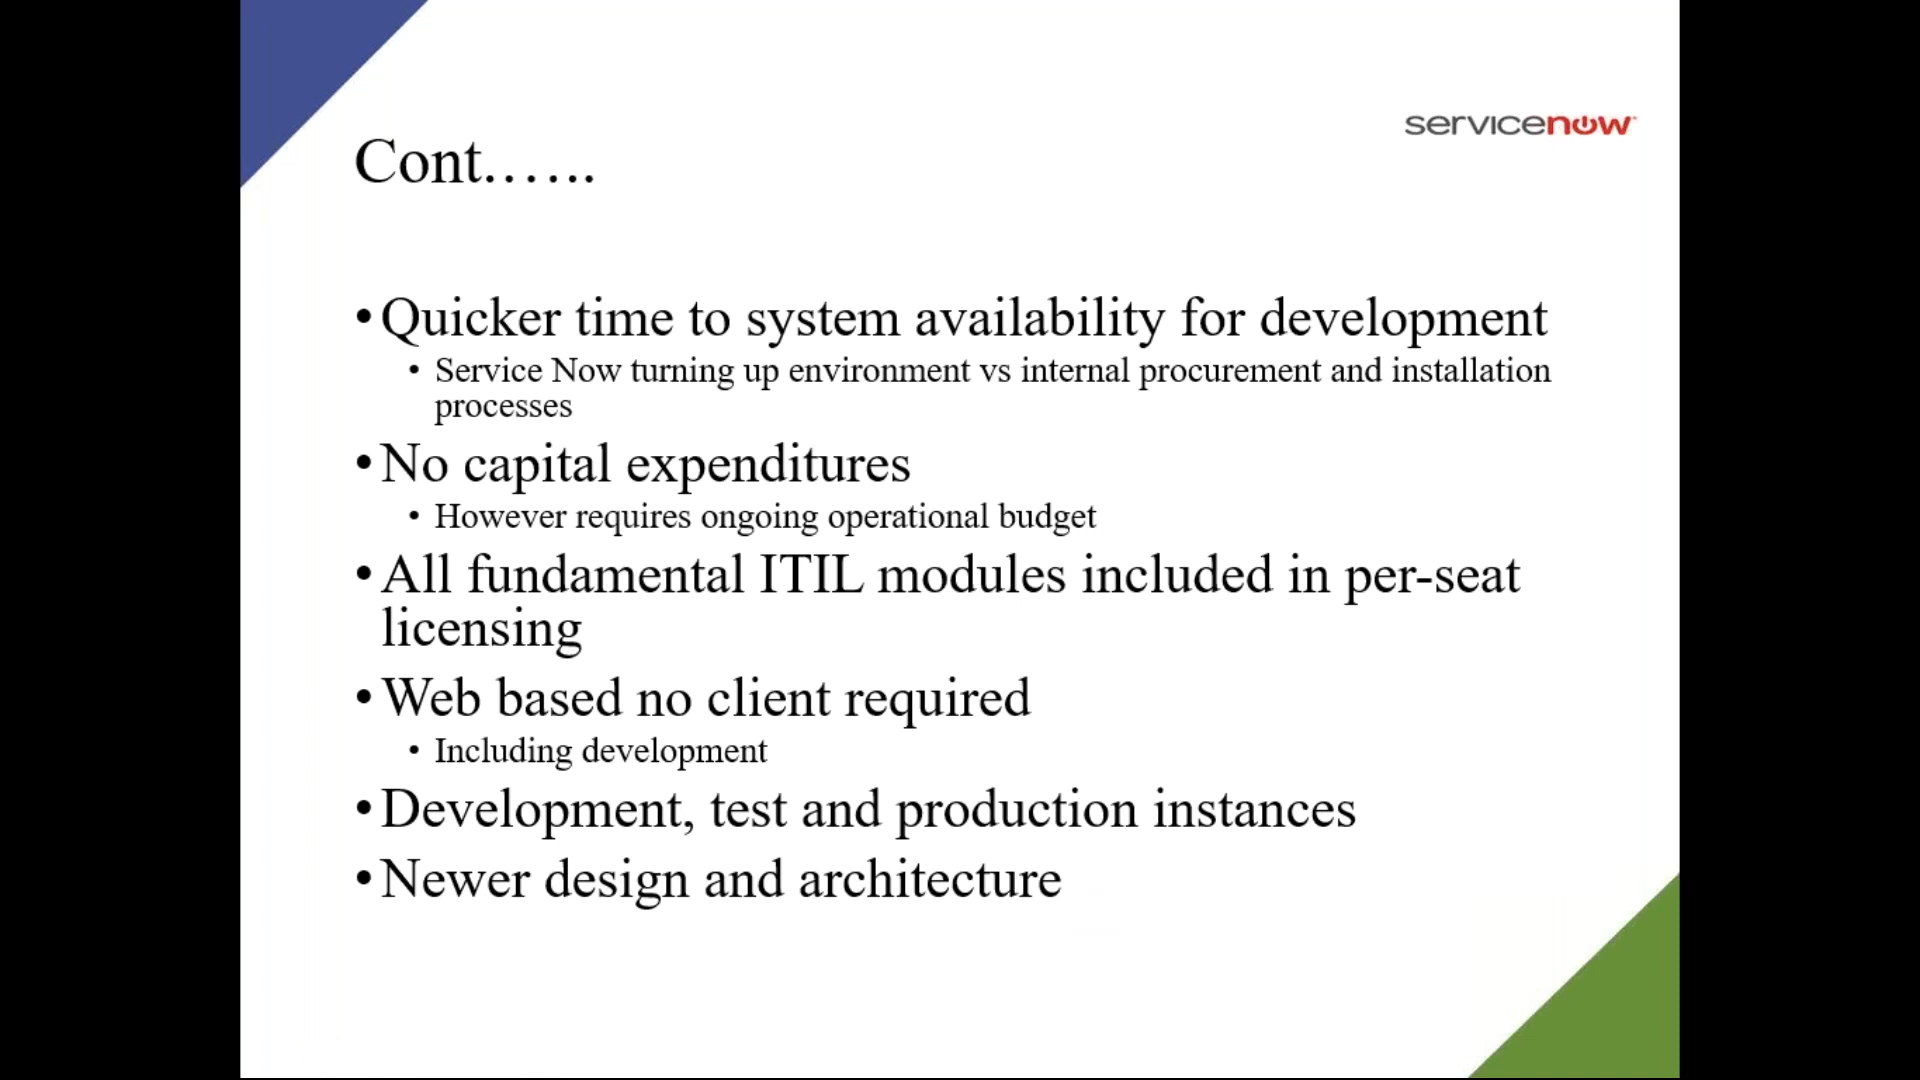 servicenow
Cont.…..
•Quicker time to system availability for development
• Service Now turning up environment vs internal procurement and installation
processes
•No capital expenditures
• However requires ongoing operational budget
•All fundamental ITIL modules included in per-seat
licensing
•Web based no client required
• Including development
•Development, test and production instances
•Newer design and architecture